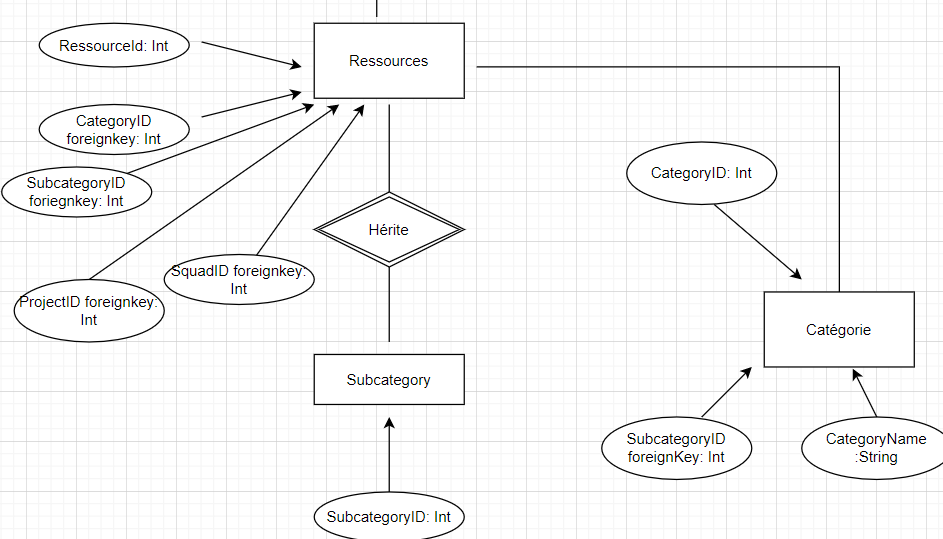 RessourceId: Int
Ressources
CategoryID
foreignkey: Int
SubcategoryID
foriegnkey: Int
CategoryID: Int
Hérite
SquadID foreignkey:
Int
ProjectID foreignkey:
Int
Catégorie
Subcategory
SubcategoryID
foreignKey: Int
CategoryName
:String
SubcategoryID: Int